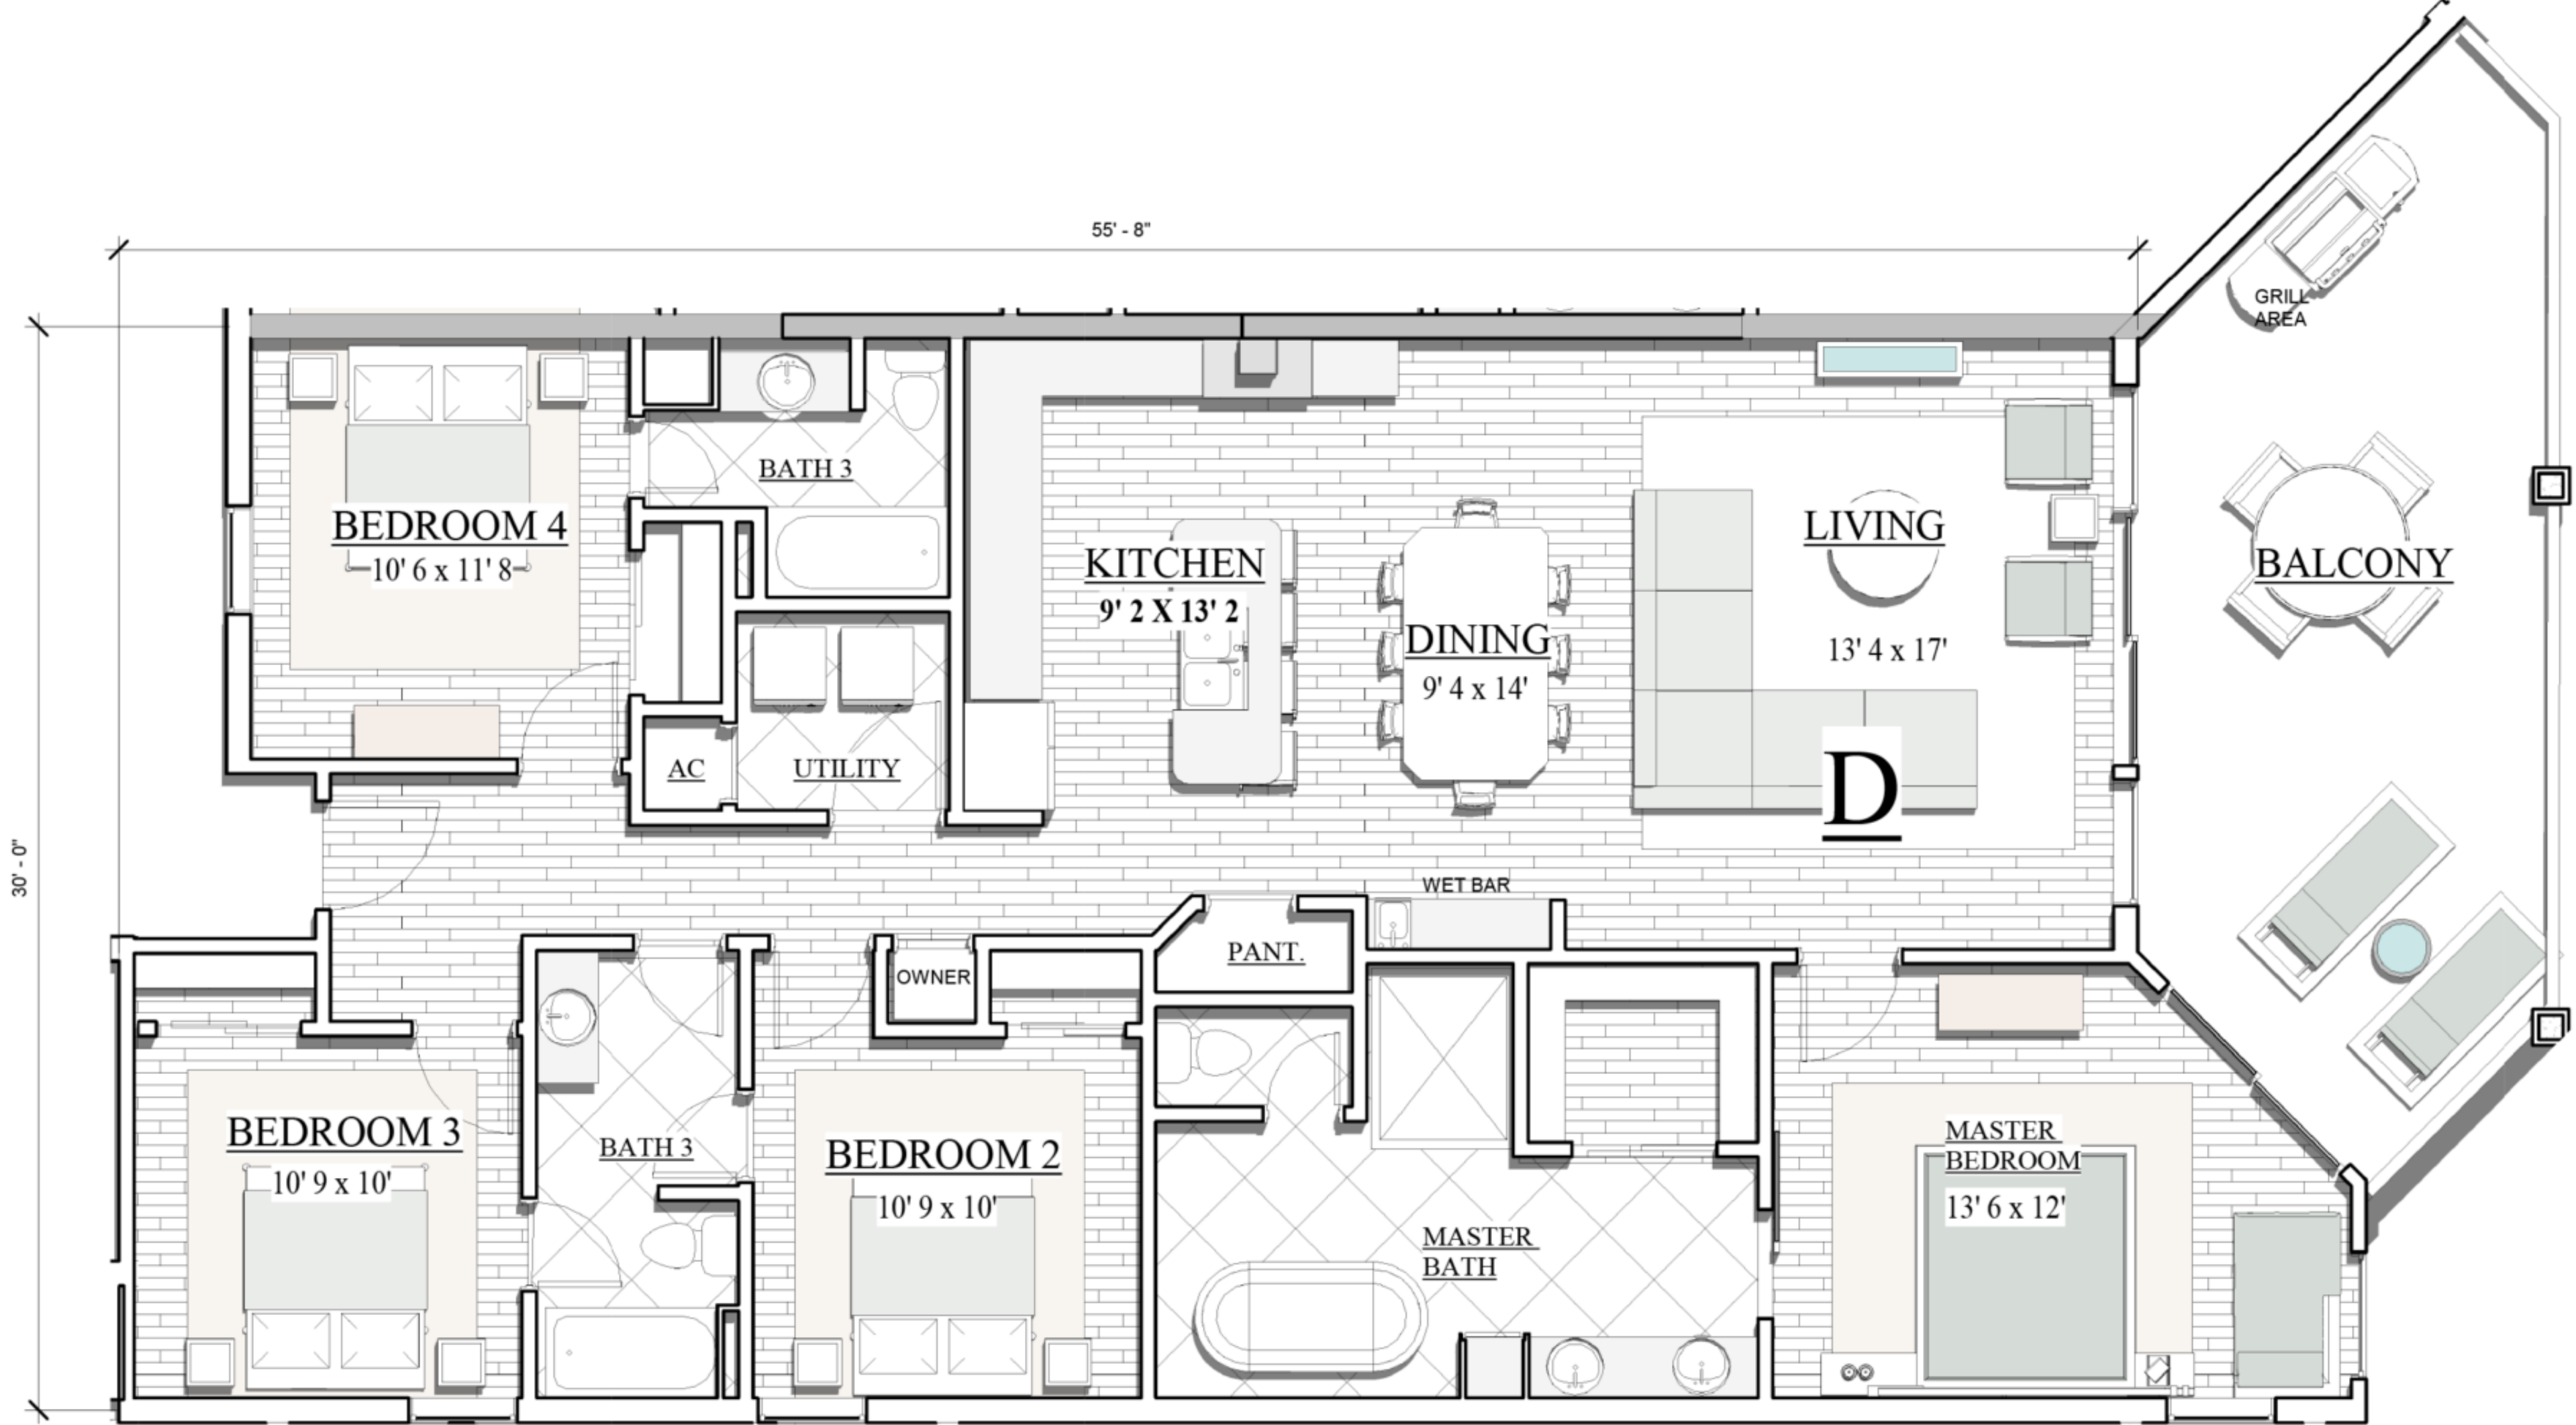 55' - 8"
GRILL
AREA
BATH 3
BEDROOM 4
10' 6 x 11' 8
KITCHEN
9' 2 X 13' 2
DINING
9' 4 x 14'
LIVING
13' 4 x 17'
BALCONY
AC
UTILITY
D
30' - 0"
WET BAR
PANT.
OWNER
BEDROOM 3
10' 9 x 10'
BATH 3
BEDROOM 2
10' 9 x 10'
MASTER
BATH
MASTER
BEDROOM
13' 6 x 12'